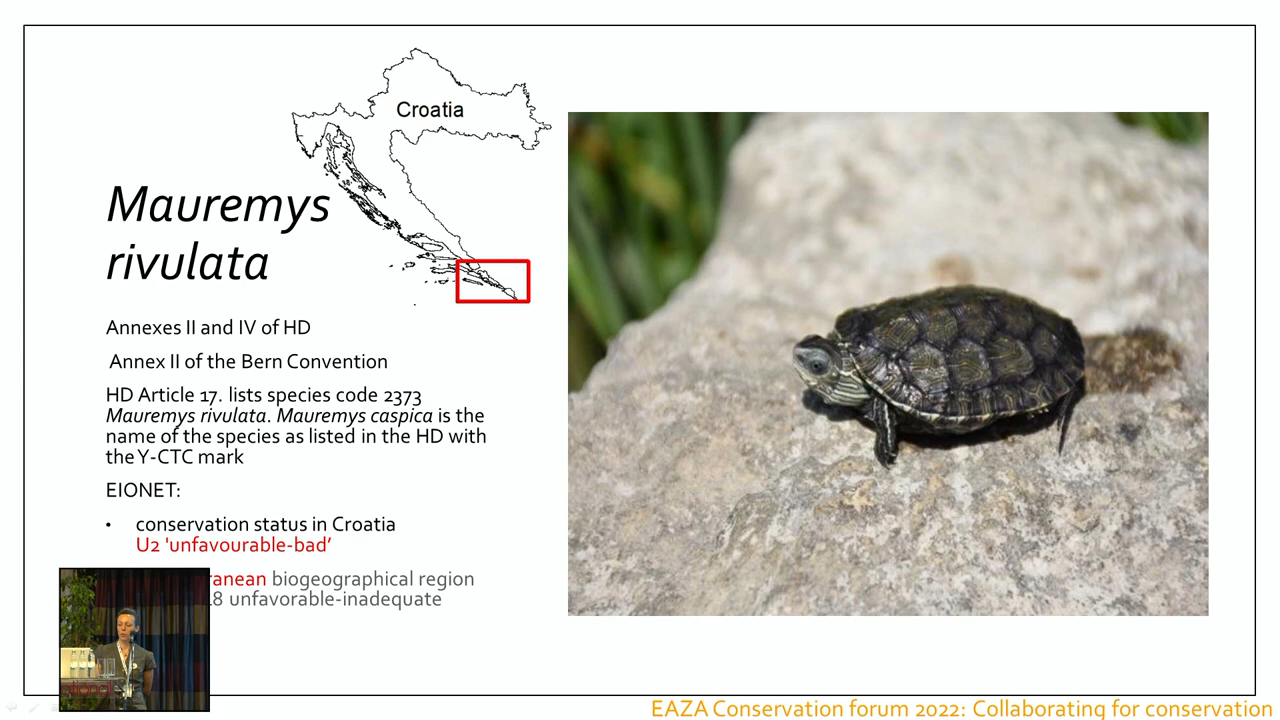 Croatia
Mauremys
rivulata
Annexes II and IV of HD
Annex II of the Bern Convention
HD Article 17. lists species code 2373
Mauremys rivulata. Mauremys caspica is the
name of the species as listed in the HD with
the Y-CTC mark
EIONET:
• conservation status in Croatia
U2 'unfavourable-bad’
ranean biogeographical region
18 unfavorable-inadequate
EAZA Conservation forum 2022: Collaborating for conservation